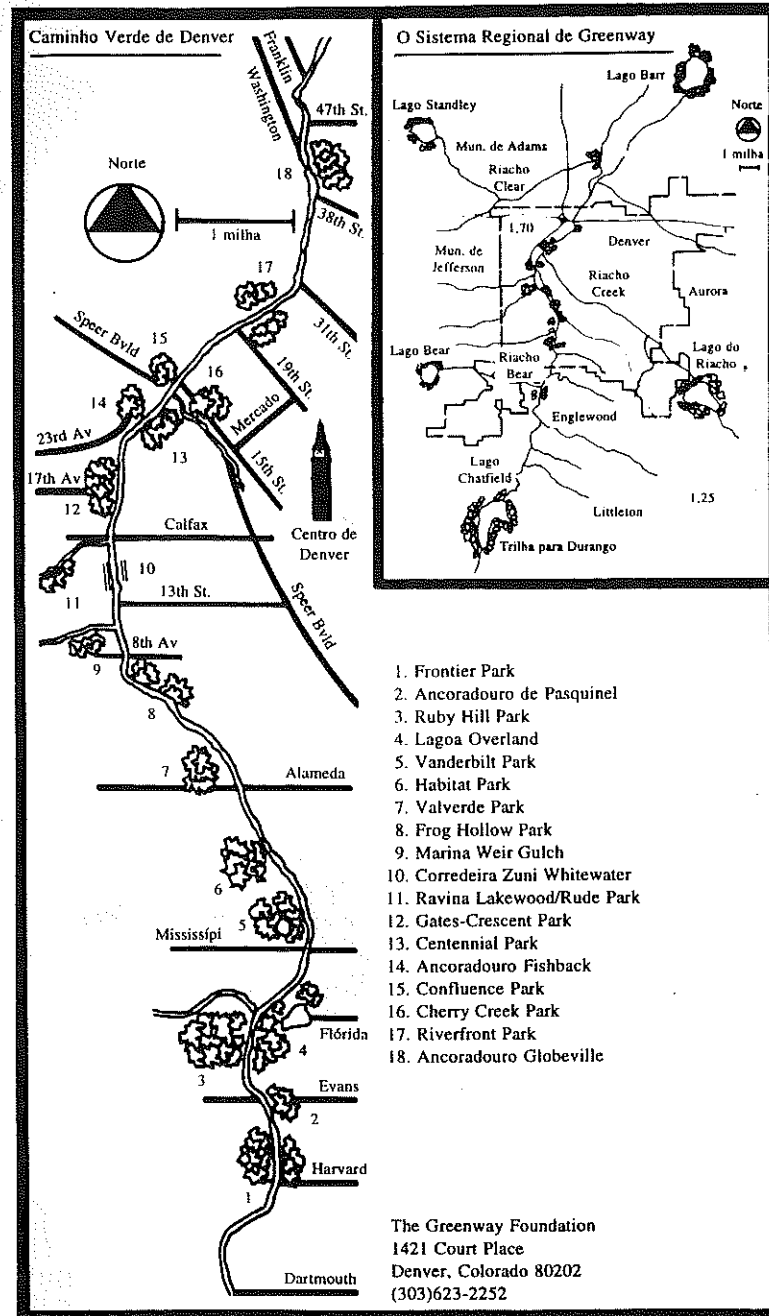 Caminho Verde de Denver
Franklin
Washington
47th St.
18
Norte
1 milha
38th St.
17
31th St.
Speer Bvld
15
16
19th St.
14
Mercado
23rd Av
13
15th St.
17th Av
12
Calfax
Centro de
Denver
10
11
13th St.
Speer Bvld
8th Av
9
8
7
Alameda
6
5
Mississípi
Flórida
4
3
Evans
2
Harvard
1
Dartmouth
O Sistema Regional de Greenway
Lago Barr
Lago Standley
Norte
Mun. de Adams
1 milha
Riacho
Clear
1,70
Denver
Mun. de
Jefferson
Riacho
Creek
Aurora
Lago Bear
Riacho
Bear
Lago do
Riacho
Englewood
Lago
Chatfield
1,25
Littleton
Trilha para Durango
1. Frontier Park
2. Ancoradouro de Pasquinel
3. Ruby Hill Park
4. Lagoa Overland
5. Vanderbilt Park
6. Habitat Park
7. Valverde Park
8. Frog Hollow Park
9. Marina Weir Gulch
10. Corredeira Zuni Whitewater
11. Ravina Lakewood/Rude Park
12. Gates-Crescent Park
13. Centennial Park
14. Ancoradouro Fishback
15. Confluence Park
16. Cherry Creek Park
17. Riverfront Park
18. Ancoradouro Globeville
The Greenway Foundation
1421 Court Place
Denver, Colorado 80202
(303)623-2252